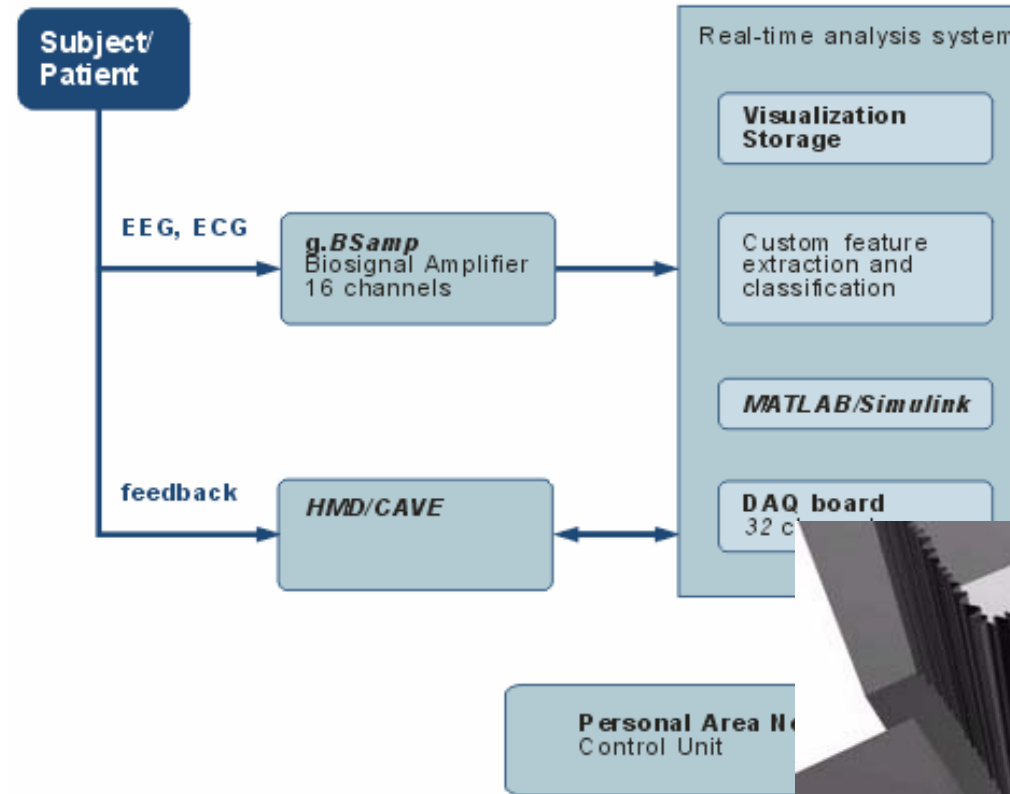 Subject/
Patient
Real-time analysis system
Visualization
Storage
EEG, ECG
g.BSamp
Biosignal Amplifier
16 channels
Custom feature
extraction and
classification
MATLAB/Simulink
feedback
HMD/CAVE
DAQ board
32
Personal Area
Control Unit